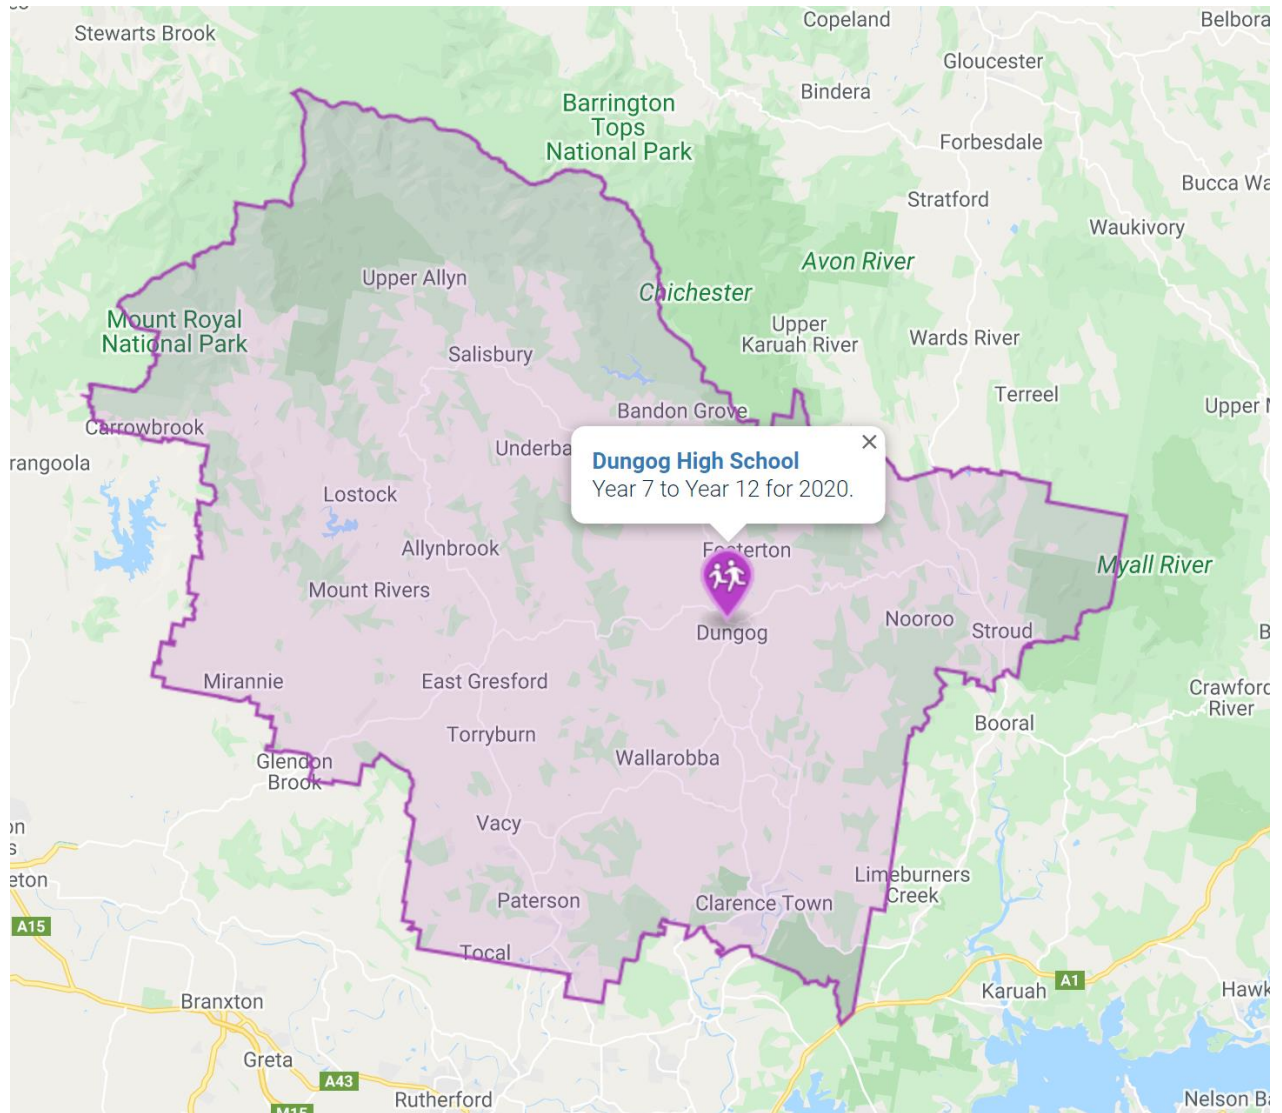 Stewarts Brook
Copeland
Belbora
Gloucester
Bindera
Barrington
Tops
National Park
Forbesdale
Bucca Wa
Stratford
Waukivory
Avon River
Upper Allyn
Chichester
Mount Royal
National Park
Upper
Karuah River
Wards River
Salisbury
Terreel
Bandon Grove
Upper M
Carrowbrook
Underba
rangoola
Dungog High School
Year 7 to Year 12 for 2020.
Lostock
Allynbrook
Fosterton
Myall River
Mount Rivers
Nooroo
Stroud
Dungog
Mirannie
East Gresford
Crawford
River
Booral
Torryburn
Wallarobba
Glendon
Brook
Vacy
on
s
eton
Limeburners
Creek
Paterson
Clarence Town
A15
Tocal
A1
Karuah
Hawk
Branxton
Greta
A43
Rutherford
Nelson Ba
M15